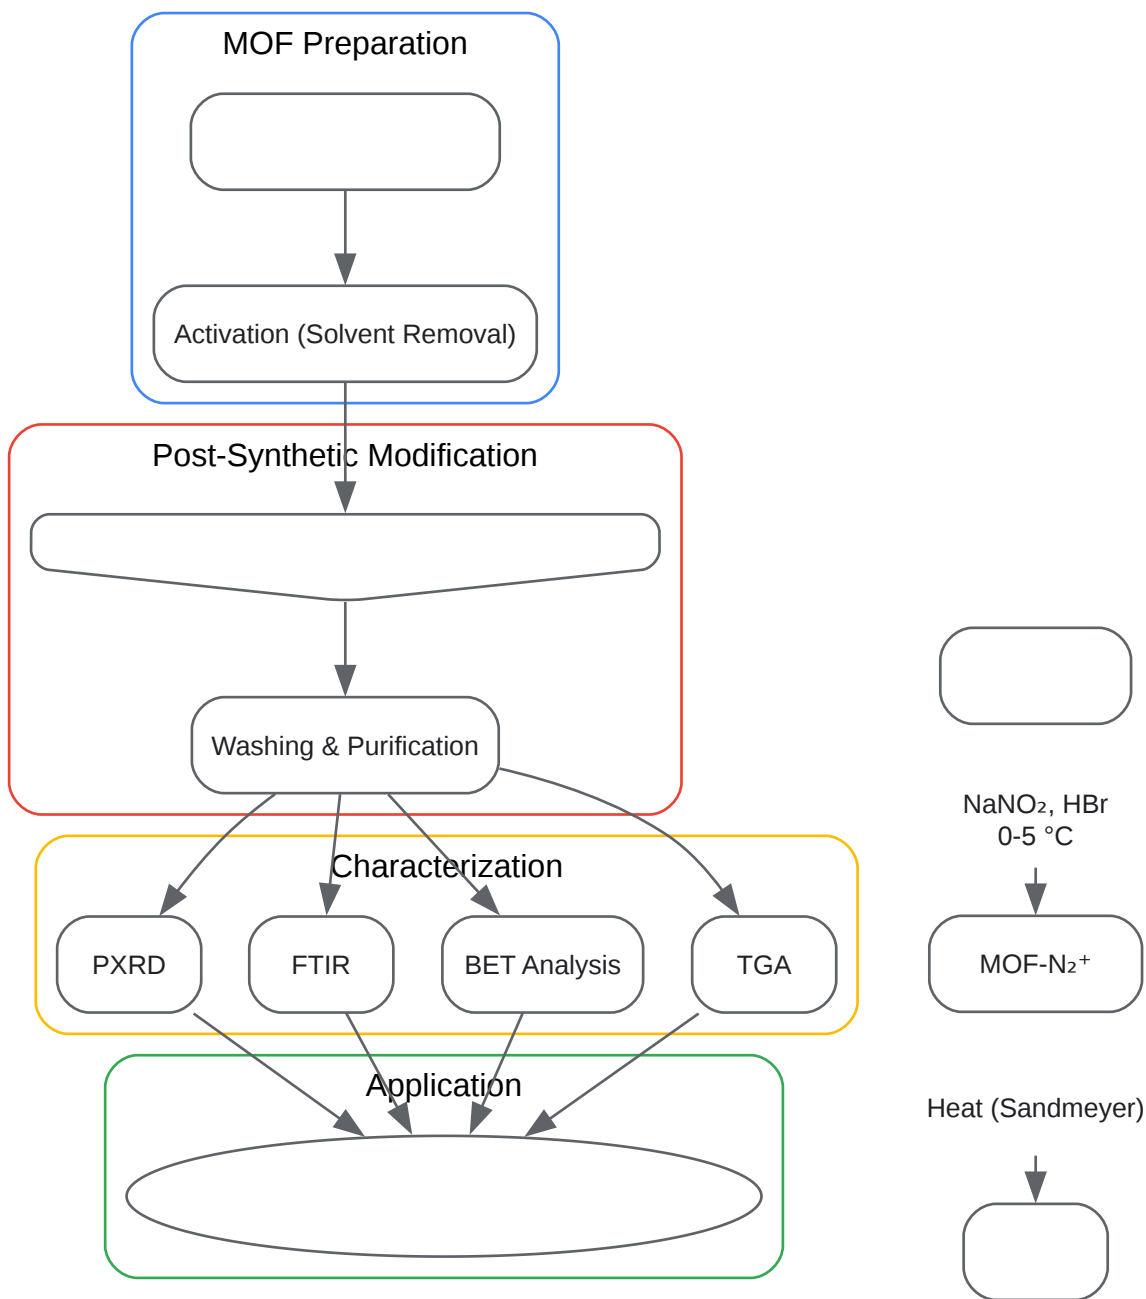 MOF Preparation
Activation (Solvent Removal)
Post-Synthetic Modification
Washing & Purification
NaNO₂, HBr
0-5 °C
Characterization
PXRD
FTIR
BET Analysis
TGA
MOF-N₂⁺
Application
Heat (Sandmeyer)